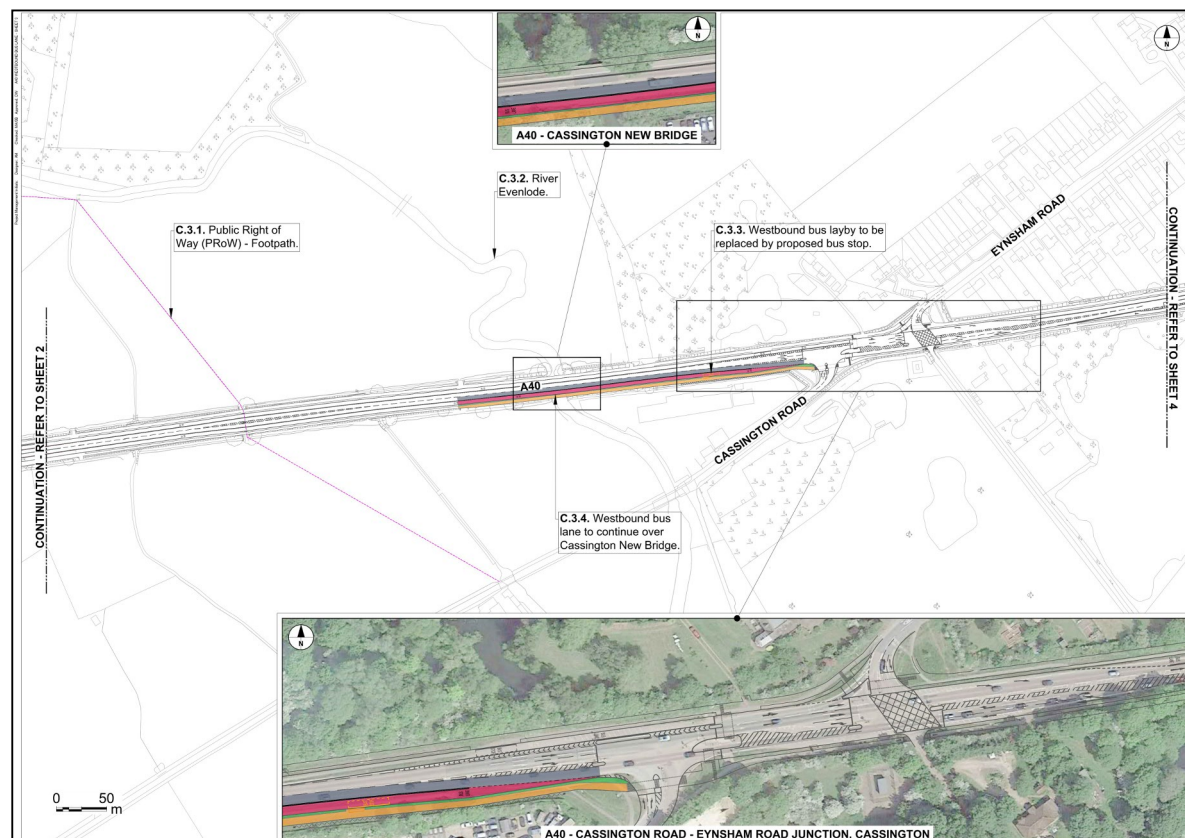 N
N
A40 - CASSINGTON NEW BRIDGE
C.3.2. River
Evenlode.
C.3.1. Public Right of
Way (PRoW) - Footpath.
C.3.3. Westbound bus layby to be
replaced by proposed bus stop.
EYNSHAM ROAD
CONTINUATION - REFER TO SHEET 4
CONTINUATION - REFER TO SHEET 2
A40
CASSINGTON ROAD
C.3.4. Westbound bus
lane to continue over
Cassington New Bridge.
N
0 50
m
A40 - CASSINGTON ROAD - EYNSHAM ROAD JUNCTION, CASSINGTON